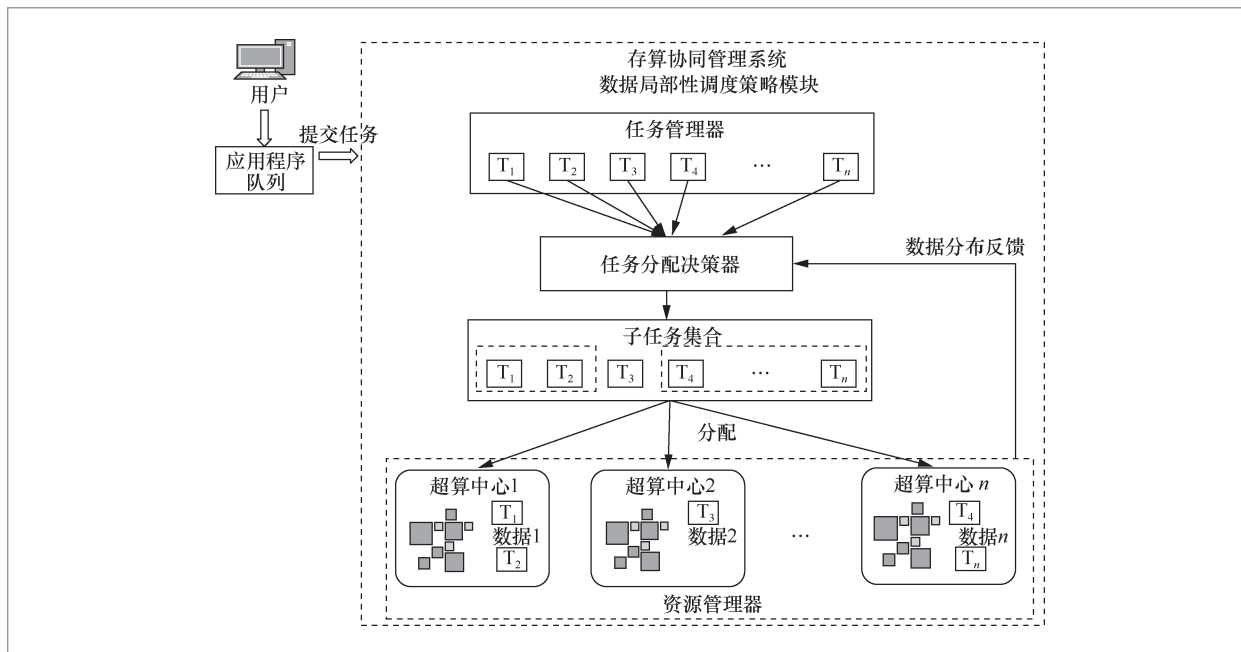 用户
提交任务
应用程序
队列
存算协同管理系统
数据局部性调度策略模块
任务管理器
T₁ T₂ T₃ T₄ … Tₙ
任务分配决策器
数据分布反馈
子任务集合
T₁ T₂ T₃ T₄ … Tₙ
分配
超算中心1
T₁
数据1
T₂
超算中心2
T₃
数据2
…
超算中心 n
T₄
数据n
Tₙ
资源管理器